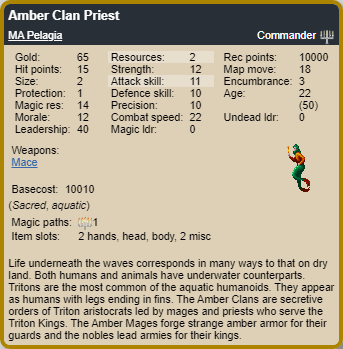 Amber Clan Priest
MA Pelagia Commander
Gold: 65 Resources: 2 Rec points: 10000
Hit points: 15 Strength: 12 Map move: 18
Size: 2 Attack skill: 11 Encumbrance: 3
Protection: 1 Defence skill: 10 Age: 22
Magic res: 14 Precision: 10 (50)
Morale: 12 Combat speed: 22 Undead ldr: 0
Leadership: 40 Magic ldr: 0
Weapons:
Mace
Basecost: 10010
(Sacred, aquatic)
Magic paths: 1
Item slots: 2 hands, head, body, 2 misc
Life underneath the waves corresponds in many ways to that on dry
land. Both humans and animals have underwater counterparts.
Tritons are the most common of the aquatic humanoids. They appear
as humans with legs ending in fins. The Amber Clans are secretive
orders of Triton aristocrats led by mages and priests who serve the
Triton Kings. The Amber Mages forge strange amber armor for their
guards and the nobles lead armies for their kings.